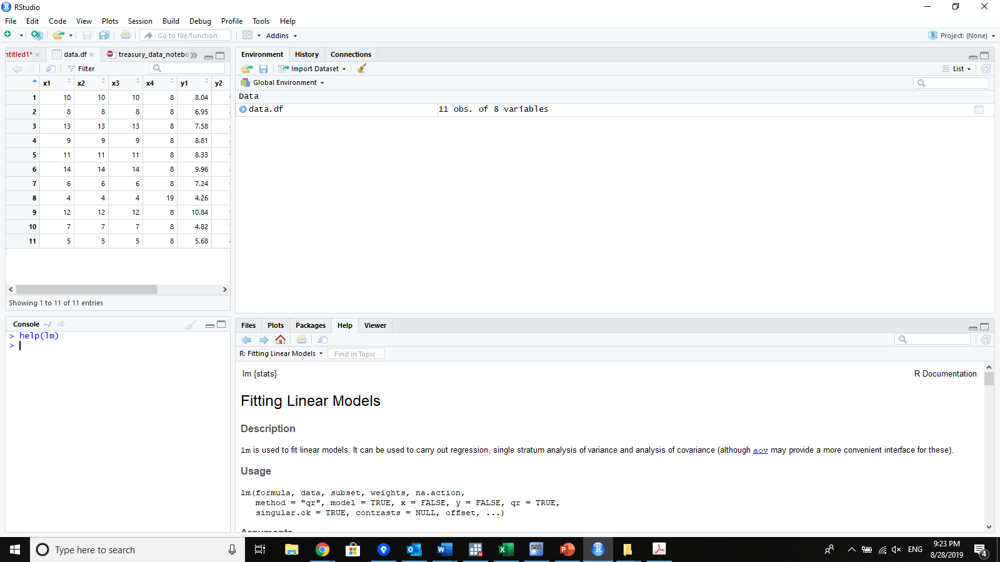 RStudio
File Edit Code View Plots Session Build Debug Profile Tools Help
Go to file/function Addins Project: (None)
ntitled1* data.df treasury_data_notebo
Filter
x1 x2 x3 x4 y1 y2
1 10 10 10 8 8.04
2 8 8 8 8 6.95
3 13 13 13 8 7.58
4 9 9 9 8 8.81
5 11 11 11 8 8.33
6 14 14 14 8 9.96
7 6 6 6 8 7.24
8 4 4 4 19 4.26
9 12 12 12 8 10.84
10 7 7 7 8 4.82
11 5 5 5 8 5.68
Showing 1 to 11 of 11 entries
Console ~/
> help(lm)
>
Environment History Connections
Import Dataset List
Global Environment
Data
data.df 11 obs. of 8 variables
Files Plots Packages Help Viewer
R: Fitting Linear Models Find in Topic
lm {stats} R Documentation
Fitting Linear Models
Description
lm is used to fit linear models. It can be used to carry out regression, single stratum analysis of variance and analysis of covariance (although aov may provide a more convenient interface for these).
Usage
lm(formula, data, subset, weights, na.action,
method = "qr", model = TRUE, x = FALSE, y = FALSE, qr = TRUE,
singular.ok = TRUE, contrasts = NULL, offset, ...)
Arguments
Type here to search
ENG
9:23 PM
8/28/2019
4